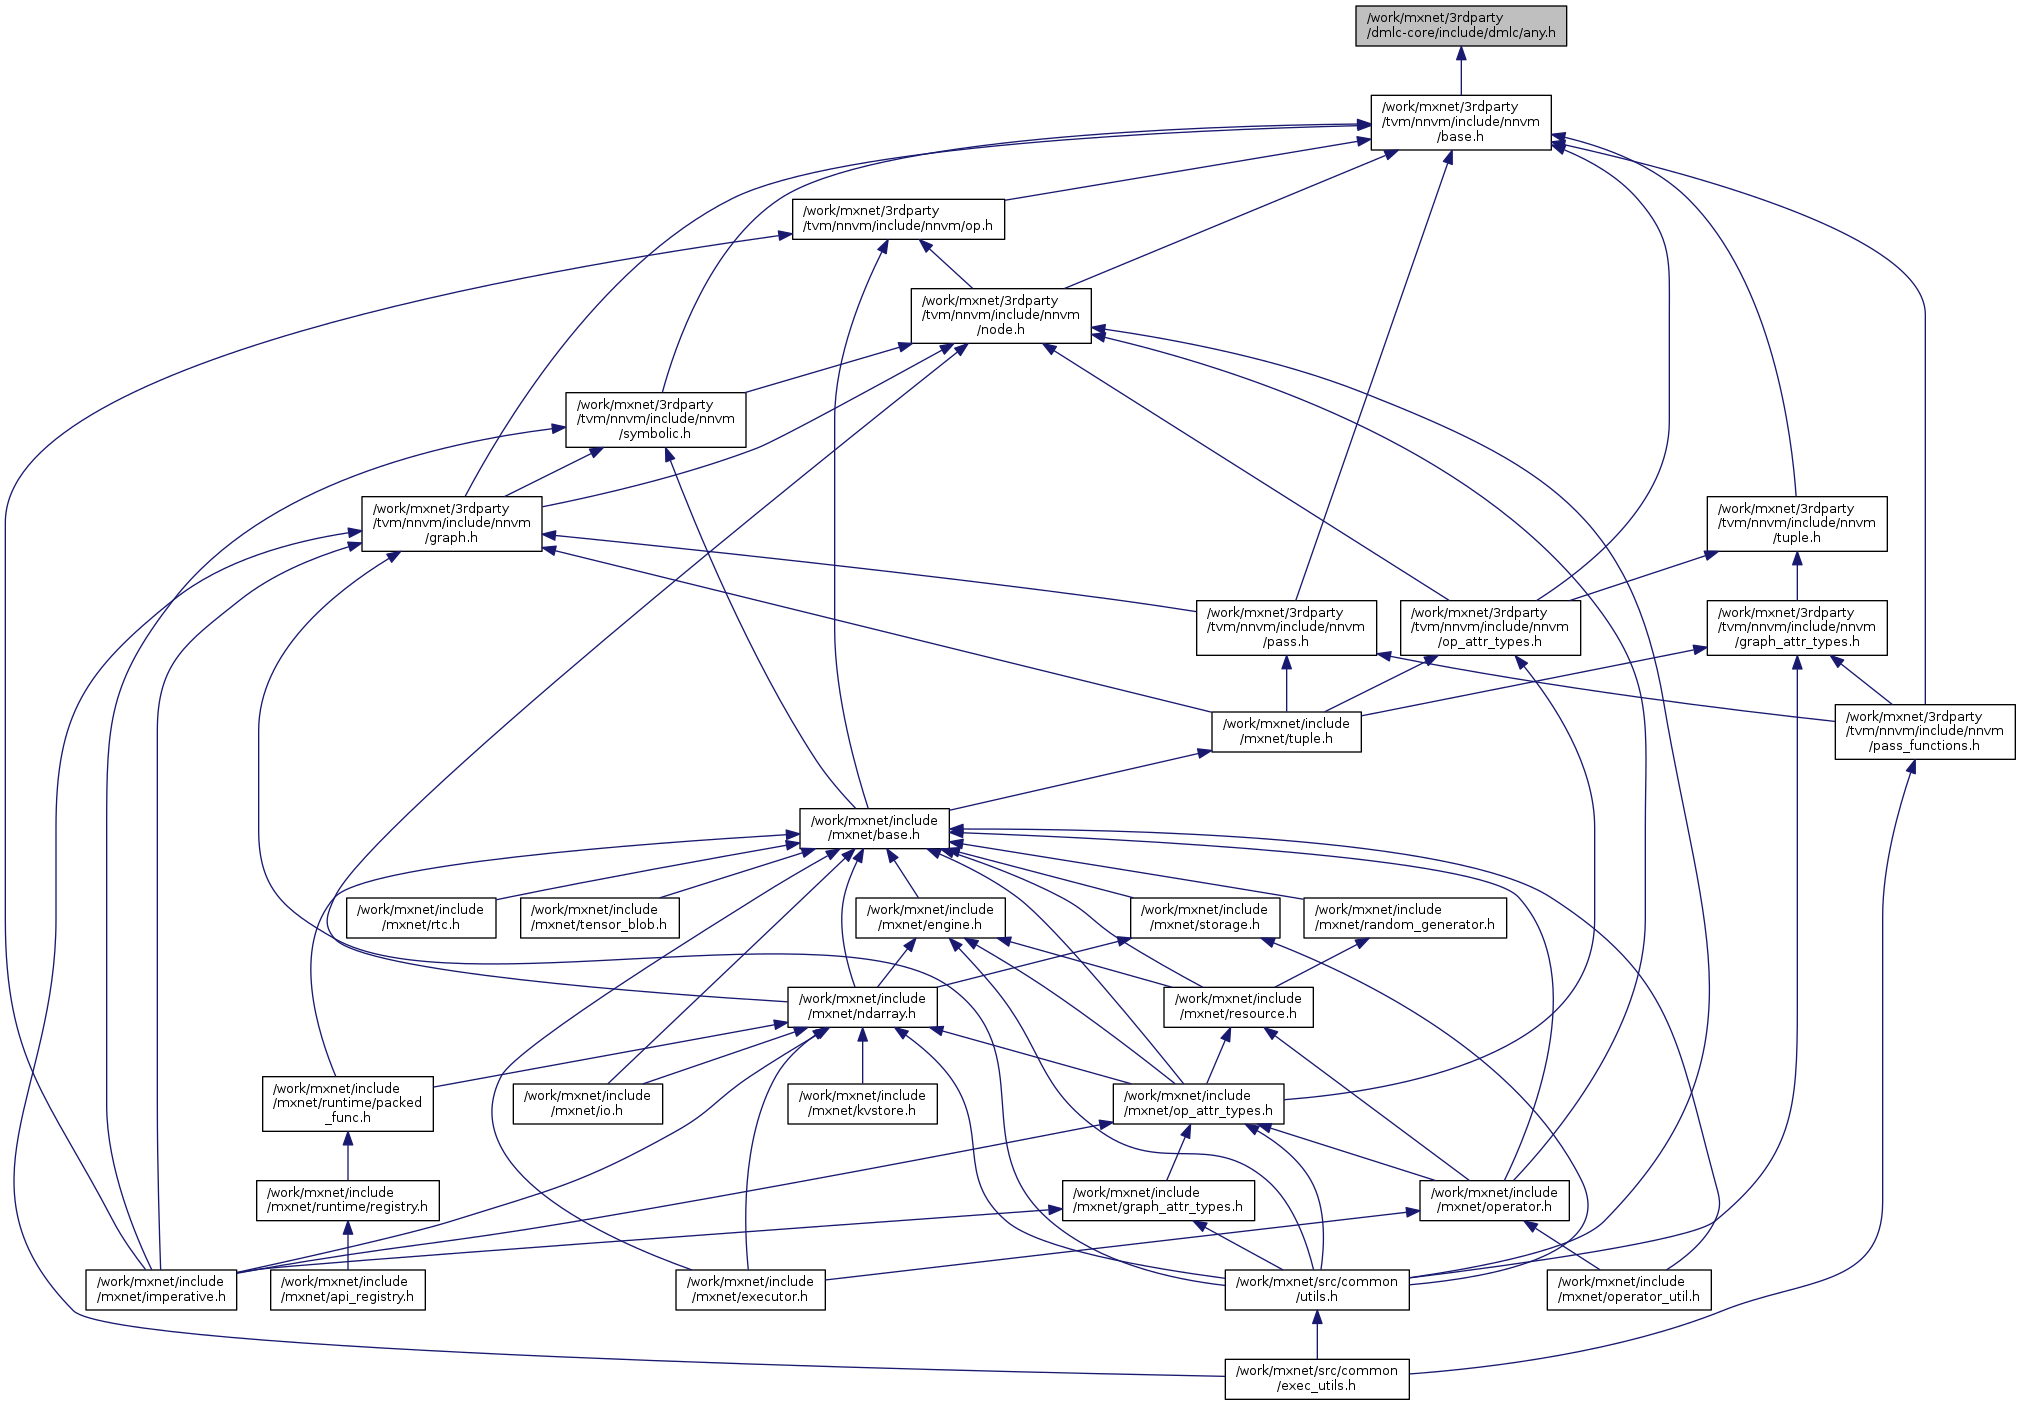 /work/mxnet/3rdparty
/dmlc-core/include/dmlc/any.h
/work/mxnet/3rdparty
/tvm/nnvm/include/nnvm
/base.h
/work/mxnet/3rdparty
/tvm/nnvm/include/nnvm/op.h
/work/mxnet/3rdparty
/tvm/nnvm/include/nnvm
/node.h
/work/mxnet/3rdparty
/tvm/nnvm/include/nnvm
/symbolic.h
/work/mxnet/3rdparty
/tvm/nnvm/include/nnvm
/graph.h
/work/mxnet/3rdparty
/tvm/nnvm/include/nnvm
/tuple.h
/work/mxnet/3rdparty
/tvm/nnvm/include/nnvm
/pass.h
/work/mxnet/3rdparty
/tvm/nnvm/include/nnvm
/op_attr_types.h
/work/mxnet/3rdparty
/tvm/nnvm/include/nnvm
/graph_attr_types.h
/work/mxnet/include
/mxnet/tuple.h
/work/mxnet/3rdparty
/tvm/nnvm/include/nnvm
/pass_functions.h
/work/mxnet/include
/mxnet/base.h
/work/mxnet/include
/mxnet/rtc.h
/work/mxnet/include
/mxnet/tensor_blob.h
/work/mxnet/include
/mxnet/engine.h
/work/mxnet/include
/mxnet/storage.h
/work/mxnet/include
/mxnet/random_generator.h
/work/mxnet/include
/mxnet/ndarray.h
/work/mxnet/include
/mxnet/resource.h
/work/mxnet/include
/mxnet/runtime/packed
_func.h
/work/mxnet/include
/mxnet/io.h
/work/mxnet/include
/mxnet/kvstore.h
/work/mxnet/include
/mxnet/op_attr_types.h
/work/mxnet/include
/mxnet/runtime/registry.h
/work/mxnet/include
/mxnet/graph_attr_types.h
/work/mxnet/include
/mxnet/operator.h
/work/mxnet/include
/mxnet/imperative.h
/work/mxnet/include
/mxnet/api_registry.h
/work/mxnet/include
/mxnet/executor.h
/work/mxnet/src/common
/utils.h
/work/mxnet/include
/mxnet/operator_util.h
/work/mxnet/src/common
/exec_utils.h